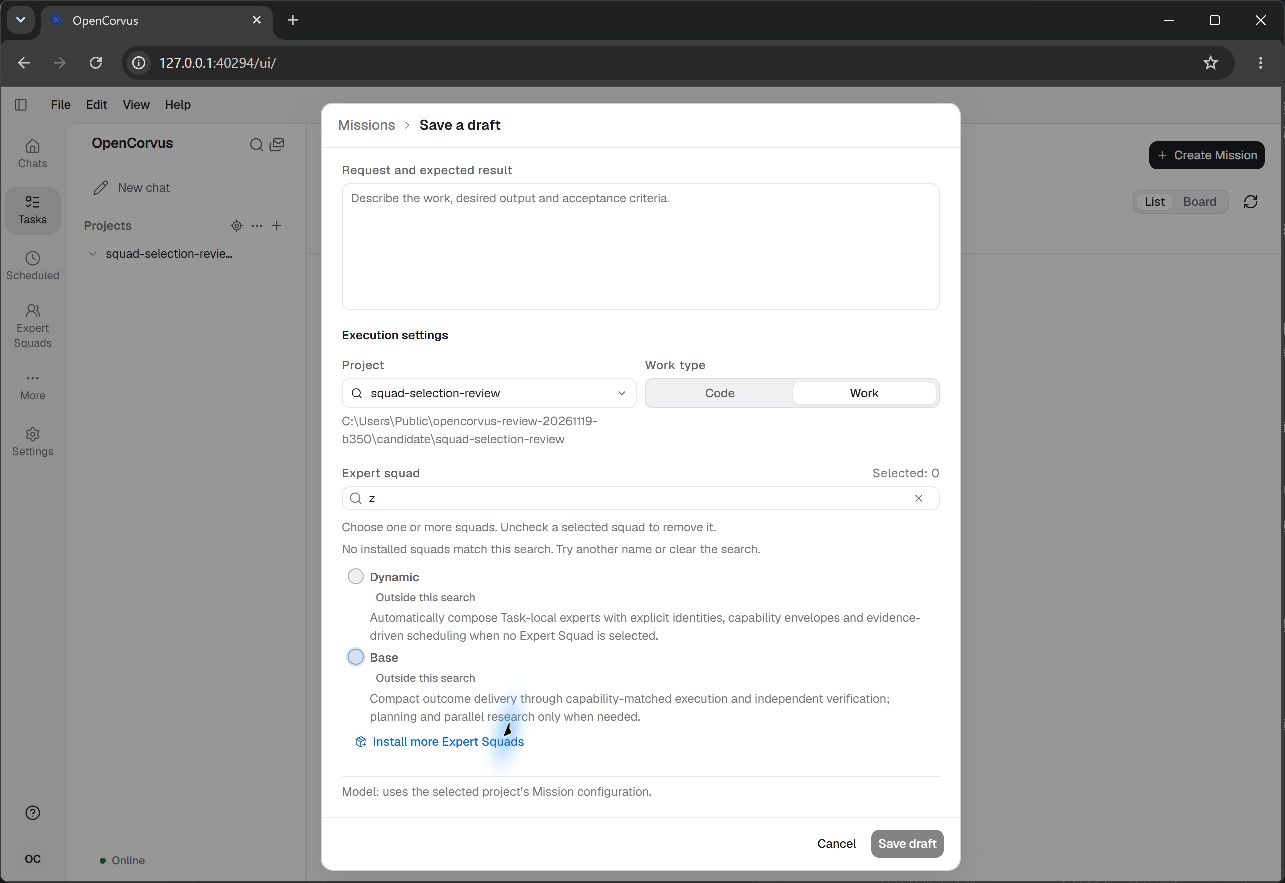 OpenCorvus
127.0.0.1:40294/ui/
File Edit View Help
Chats
Tasks
Scheduled
Expert
Squads
More
Settings
OC
OpenCorvus
New chat
Projects
squad-selection-revie...
Online
+ Create Mission
List Board
Missions > Save a draft
Request and expected result
Describe the work, desired output and acceptance criteria.
Execution settings
Project Work type
squad-selection-review Code Work
C:\Users\Public\opencorvus-review-20261119-
b350\candidate\squad-selection-review
Expert squad Selected: 0
z
Choose one or more squads. Uncheck a selected squad to remove it.
No installed squads match this search. Try another name or clear the search.
Dynamic
Outside this search
Automatically compose Task-local experts with explicit identities, capability envelopes and evidence-
driven scheduling when no Expert Squad is selected.
Base
Outside this search
Compact outcome delivery through capability-matched execution and independent verification;
planning and parallel research only when needed.
Install more Expert Squads
Model: uses the selected project's Mission configuration.
Cancel Save draft